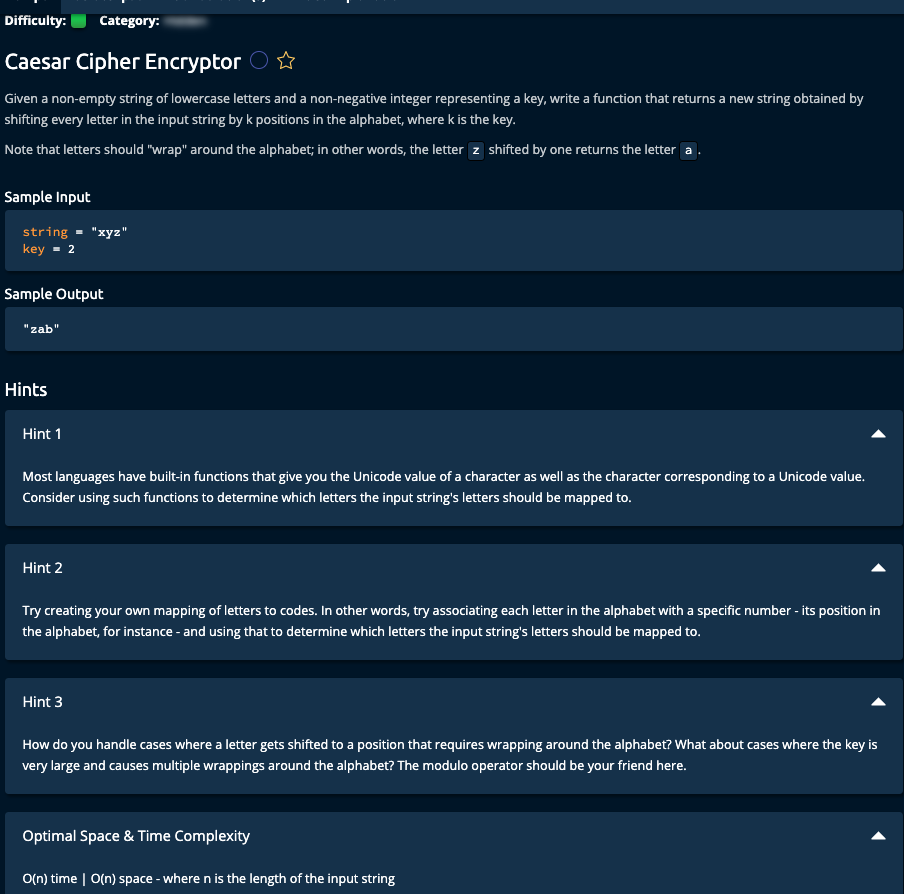 Difficulty: Category:
Caesar Cipher Encryptor
Given a non-empty string of lowercase letters and a non-negative integer representing a key, write a function that returns a new string obtained by
shifting every letter in the input string by k positions in the alphabet, where k is the key.
Note that letters should "wrap" around the alphabet; in other words, the letter z shifted by one returns the letter a.
Sample Input
string = "xyz"
key = 2
Sample Output
"zab"
Hints
Hint 1
Most languages have built-in functions that give you the Unicode value of a character as well as the character corresponding to a Unicode value.
Consider using such functions to determine which letters the input string's letters should be mapped to.
Hint 2
Try creating your own mapping of letters to codes. In other words, try associating each letter in the alphabet with a specific number - its position in
the alphabet, for instance - and using that to determine which letters the input string's letters should be mapped to.
Hint 3
How do you handle cases where a letter gets shifted to a position that requires wrapping around the alphabet? What about cases where the key is
very large and causes multiple wrappings around the alphabet? The modulo operator should be your friend here.
Optimal Space & Time Complexity
O(n) time | O(n) space - where n is the length of the input string